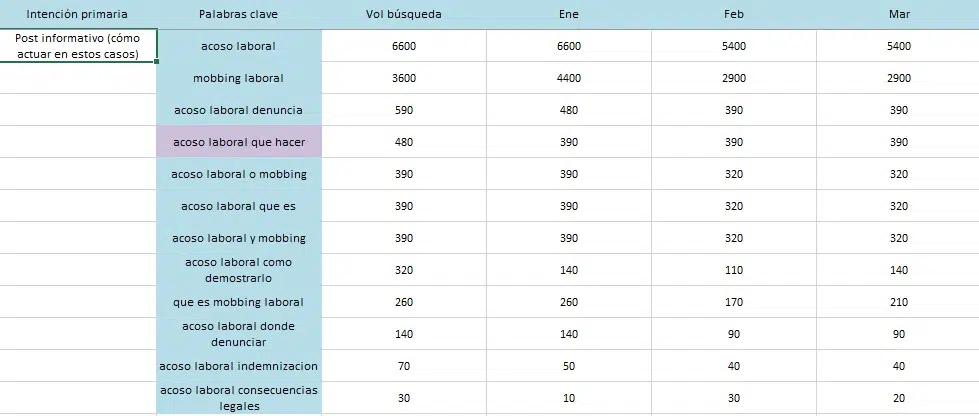 Intención primaria Palabras clave Vol búsqueda Ene Feb Mar
Post informativo (cómo
actuar en estos casos) acoso laboral 6600 6600 5400 5400
mobbing laboral 3600 4400 2900 2900
acoso laboral denuncia 590 480 390 390
acoso laboral que hacer 480 390 390 390
acoso laboral o mobbing 390 390 320 320
acoso laboral que es 390 390 320 320
acoso laboral y mobbing 390 390 320 320
acoso laboral como
demostrarlo 320 140 110 140
que es mobbing laboral 260 260 170 210
acoso laboral donde
denunciar 140 140 90 90
acoso laboral indemnizacion 70 50 40 40
acoso laboral consecuencias
legales 30 10 30 20